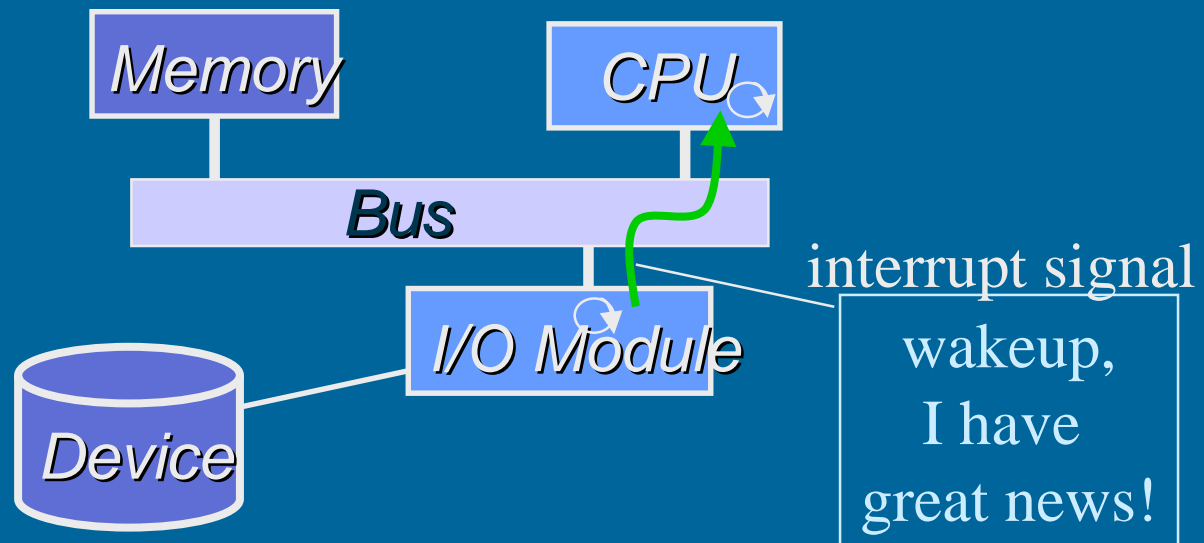 Memory
CPU
Bus
interrupt signal
I/O Module
wakeup,
I have
great news!
Device